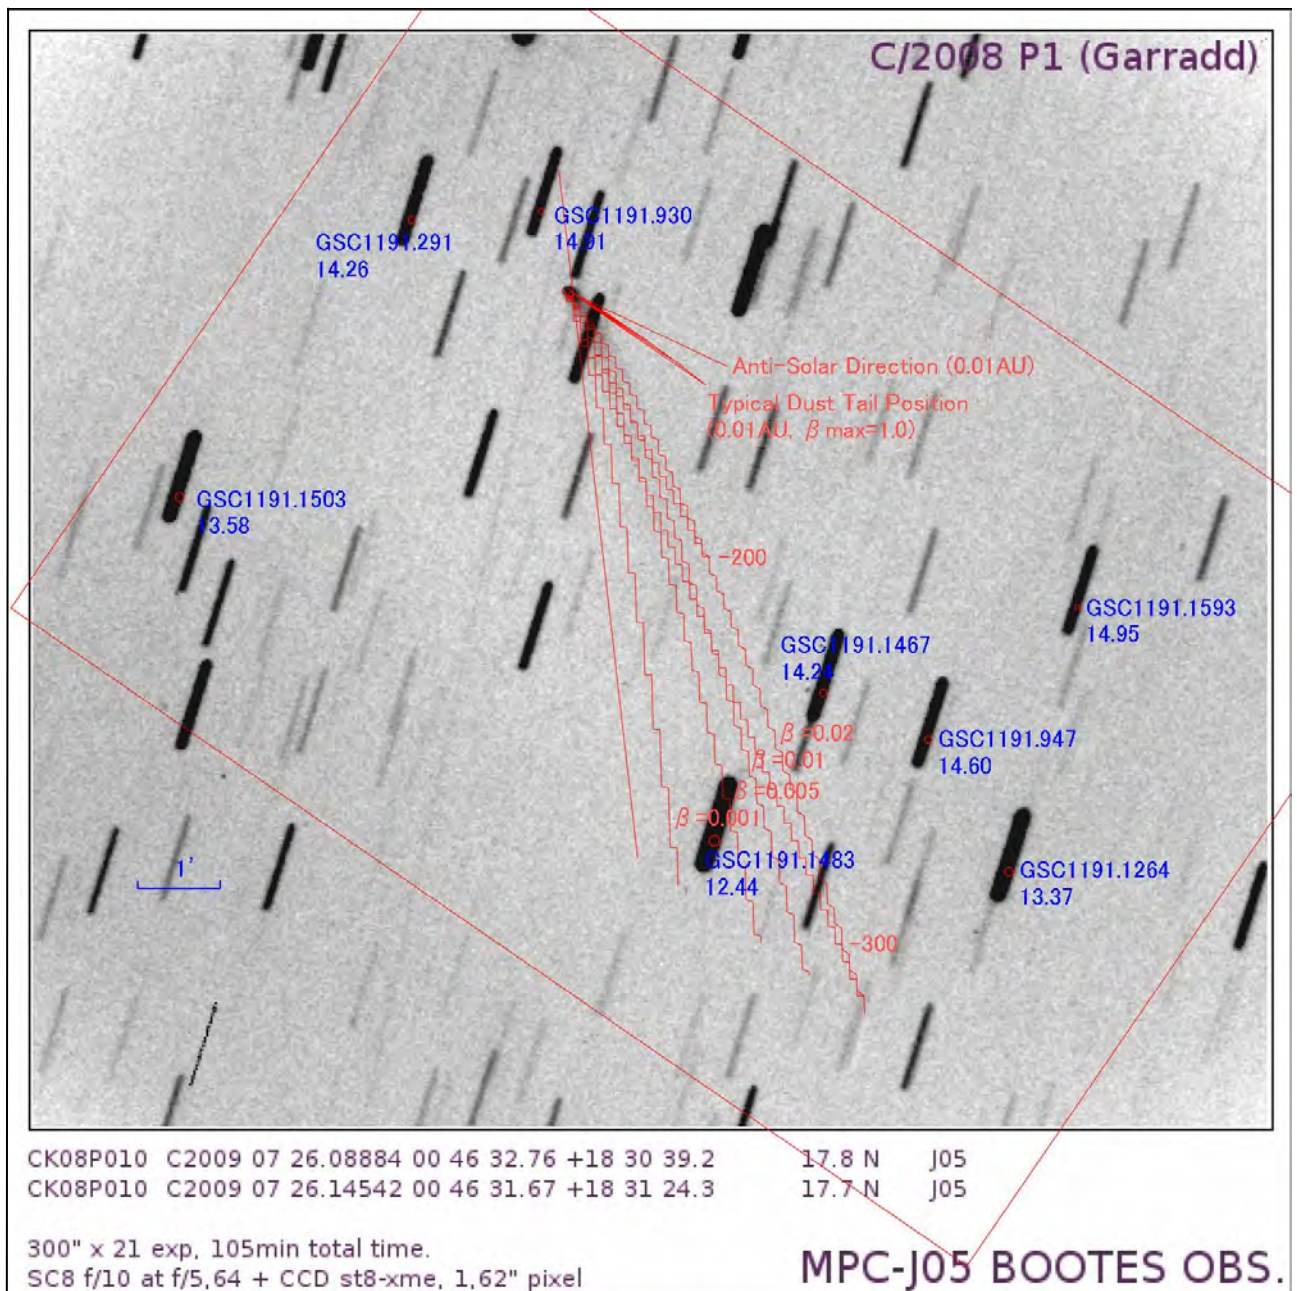 C/2008 P1 (Garradd)
GSC1191.930
14.91
GSC1191.291
14.26
Anti-Solar Direction (0.01AU)
Typical Dust Tail Position
(0.01AU, β max=1.0)
GSC1191.1503
13.58
-200
GSC1191.1593
14.95
GSC1191.1467
14.24
β=0.02
GSC1191.947
14.60
β=0.01
β=0.005
β=0.001
GSC1191.1483
12.44
GSC1191.1264
13.37
1'
-300
CK08P010 C2009 07 26.08884 00 46 32.76 +18 30 39.2 17.8 N J05
CK08P010 C2009 07 26.14542 00 46 31.67 +18 31 24.3 17.7 N J05
300" x 21 exp, 105min total time.
SC8 f/10 at f/5,64 + CCD st8-xme, 1,62" pixel
MPC-J05 BOOTES OBS.